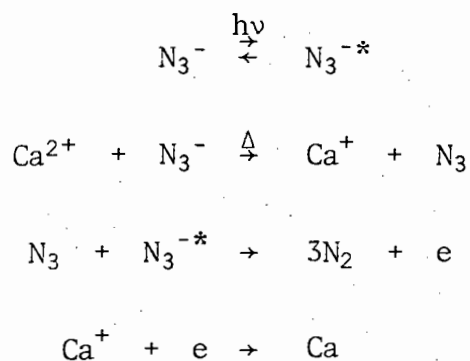 N₃⁻ hν ⇄ N₃⁻*
Ca²⁺ + N₃⁻ Δ → Ca⁺ + N₃
N₃ + N₃⁻* → 3N₂ + e
Ca⁺ + e → Ca